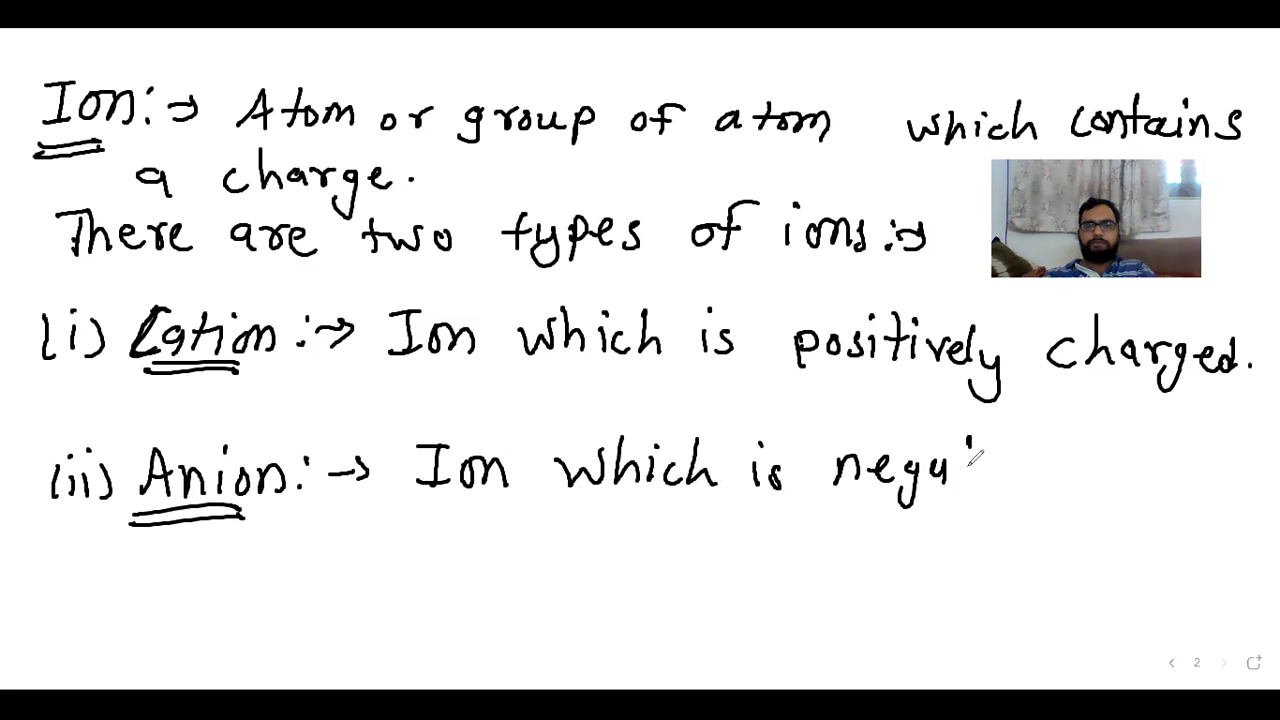 Ion:→ Atom or group of atom which contains
a charge.
There are two types of ions:→
(i) Cation:→ Ion which is positively charged.
(ii) Anion:→ Ion which is nega
2